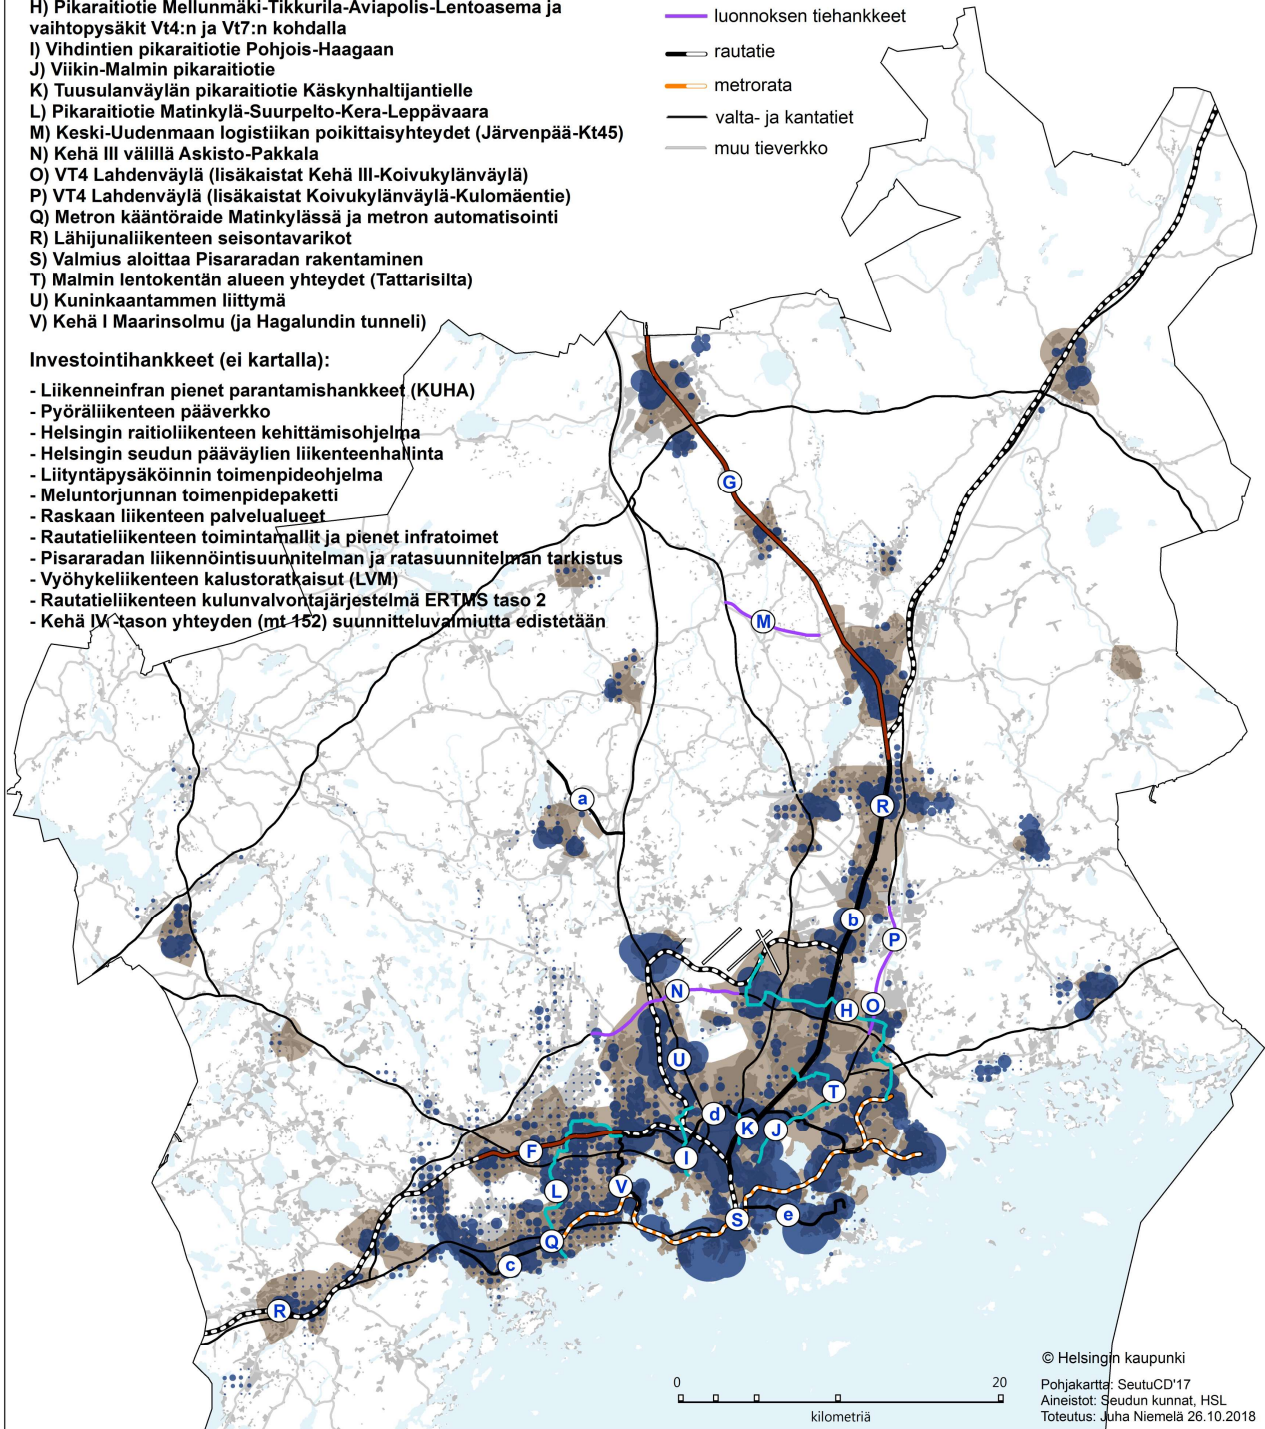 H) Pikaraitiotie Mellunmäki-Tikkurila-Aviapolis-Lentoasema ja
vaihtopysäkit Vt4:n ja Vt7:n kohdalla
I) Vihdintien pikaraitiotie Pohjois-Haagaan
J) Viikin-Malmin pikaraitiotie
K) Tuusulanväylän pikaraitiotie Käskynhaltijantielle
L) Pikaraitiotie Matinkylä-Suurpelto-Kera-Leppävaara
M) Keski-Uudenmaan logistiikan poikittaisyhteydet (Järvenpää-Kt45)
N) Kehä III välillä Askisto-Pakkala
O) VT4 Lahdenväylä (lisäkaistat Kehä III-Koivukylänväylä)
P) VT4 Lahdenväylä (lisäkaistat Koivukylänväylä-Kulomäentie)
Q) Metron kääntöraide Matinkylässä ja metron automatisointi
R) Lähijunaliikenteen seisontavarikot
S) Valmius aloittaa Pisararadan rakentaminen
T) Malmin lentokentän alueen yhteydet (Tattarisilta)
U) Kuninkaantammen liittymä
V) Kehä I Maarinsolmu (ja Hagalundin tunneli)
Investointihankkeet (ei kartalla):
- Liikenneinfran pienet parantamishankkeet (KUHA)
- Pyöräliikenteen pääverkko
- Helsingin raitioliikenteen kehittämisohjelma
- Helsingin seudun pääväylien liikenteenhallinta
- Liityntäpysäköinnin toimenpideohjelma
- Meluntorjunnan toimenpidepaketti
- Raskaan liikenteen palvelualueet
- Rautatieliikenteen toimintamallit ja pienet infratoimet
- Pisararadan liikennöintisuunnitelman ja ratasuunnitelman tarkistus
- Vyöhykeliikenteen kalustoratkaisut (LVM)
- Rautatieliikenteen kulunvalvontajärjestelmä ERTMS taso 2
- Kehä IV -tason yhteyden (mt 152) suunnitteluvalmiutta edistetään
luonnoksen tiehankkeet
rautatie
metrorata
valta- ja kantatiet
muu tieverkko
G
M
a
R
b
P
N
H
O
U
T
d
K
J
F
I
L
V
S
e
Q
c
R
0
20
kilometriä
© Helsingin kaupunki
Pohjakartta: SeutuCD'17
Aineistot: Seudun kunnat, HSL
Toteutus: Juha Niemelä 26.10.2018